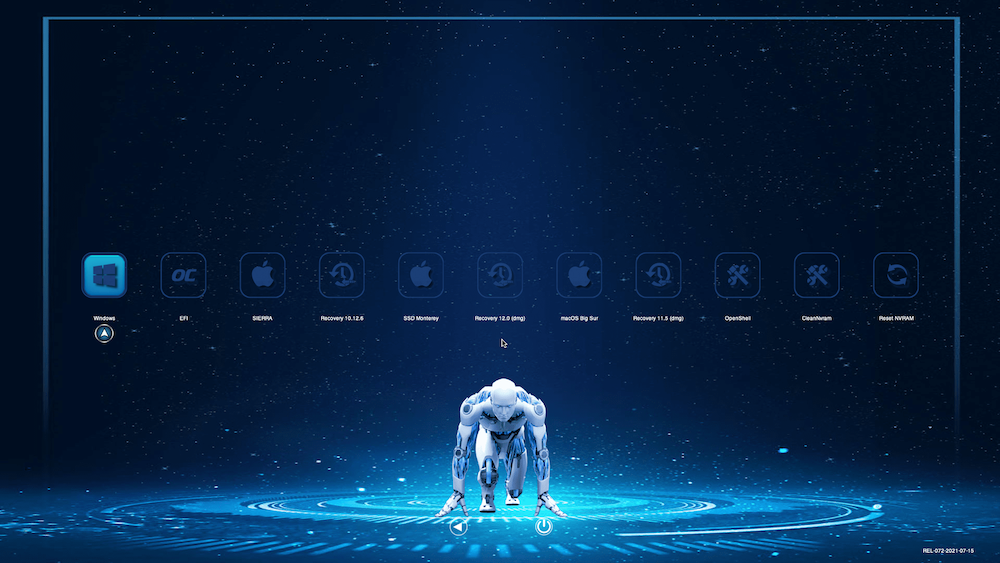 OC
Windows
EFI
SIERRA
Recovery 10.12.6
SSD Monterey
Recovery 12.0 (dmg)
macOS Big Sur
Recovery 11.5 (dmg)
OpenShell
CleanNvram
Reset NVRAM
REL-072-2021-07-15